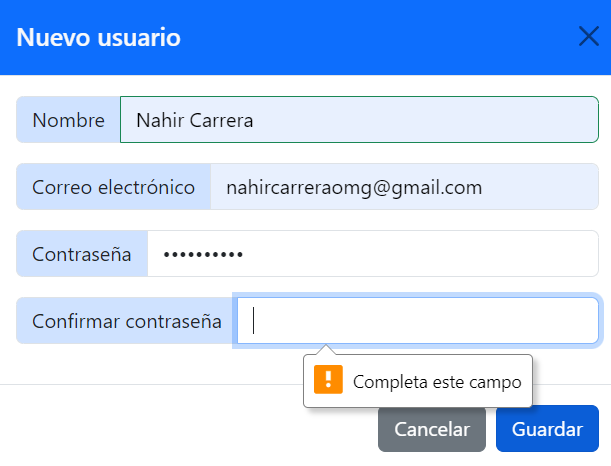 Nuevo usuario
Nombre Nahir Carrera
Correo electrónico nahircarreraomg@gmail.com
Contraseña ••••••••••
Confirmar contraseña
! Completa este campo
Cancelar Guardar